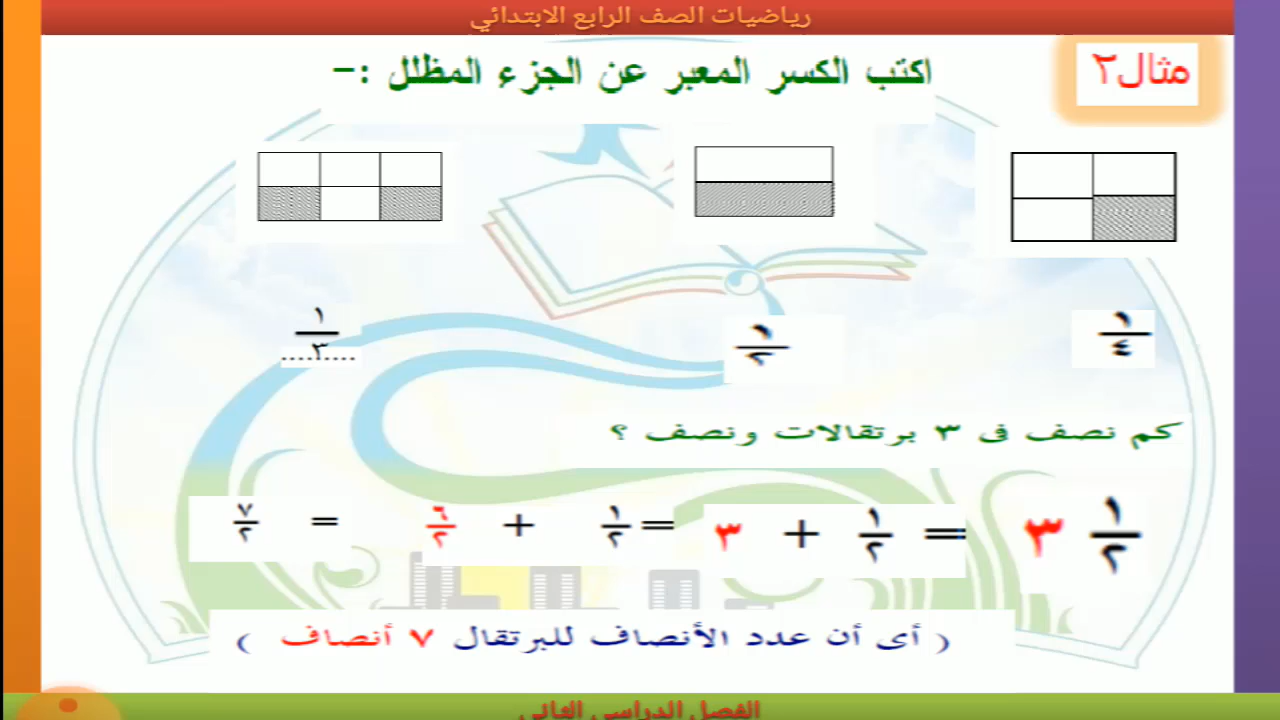 رياضيات الصف الرابع الابتدائي
مثال٢
اكتب الكسر المعبر عن الجزء المظلل :-
١/٤ ١/٢ ١/....٣....
كم نصف فى ٣ برتقالات ونصف ؟
٣ ١/٢ = ١/٢ + ٣ = ١/٢ + ٦/٢ = ٧/٢
( أى أن عدد الأنصاف للبرتقال ٧ أنصاف )
الفصل الدراسي الثاني